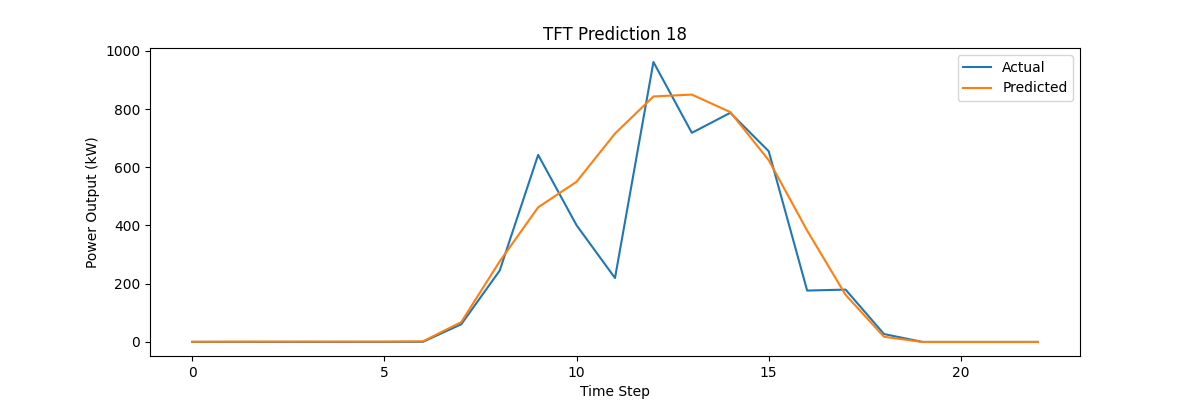 TFT Prediction 18
Actual
Predicted
Power Output (kW)
1000
800
600
400
200
0
0 5 10 15 20
Time Step